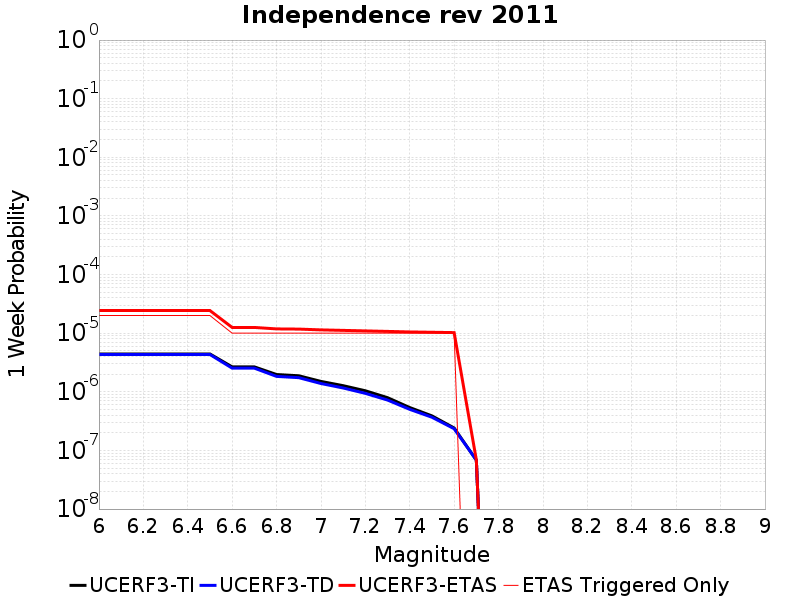 Independence rev 2011
1 Week Probability
10^0
10^-1
10^-2
10^-3
10^-4
10^-5
10^-6
10^-7
10^-8
6 6.2 6.4 6.6 6.8 7 7.2 7.4 7.6 7.8 8 8.2 8.4 8.6 8.8 9
Magnitude
UCERF3-TI UCERF3-TD UCERF3-ETAS ETAS Triggered Only